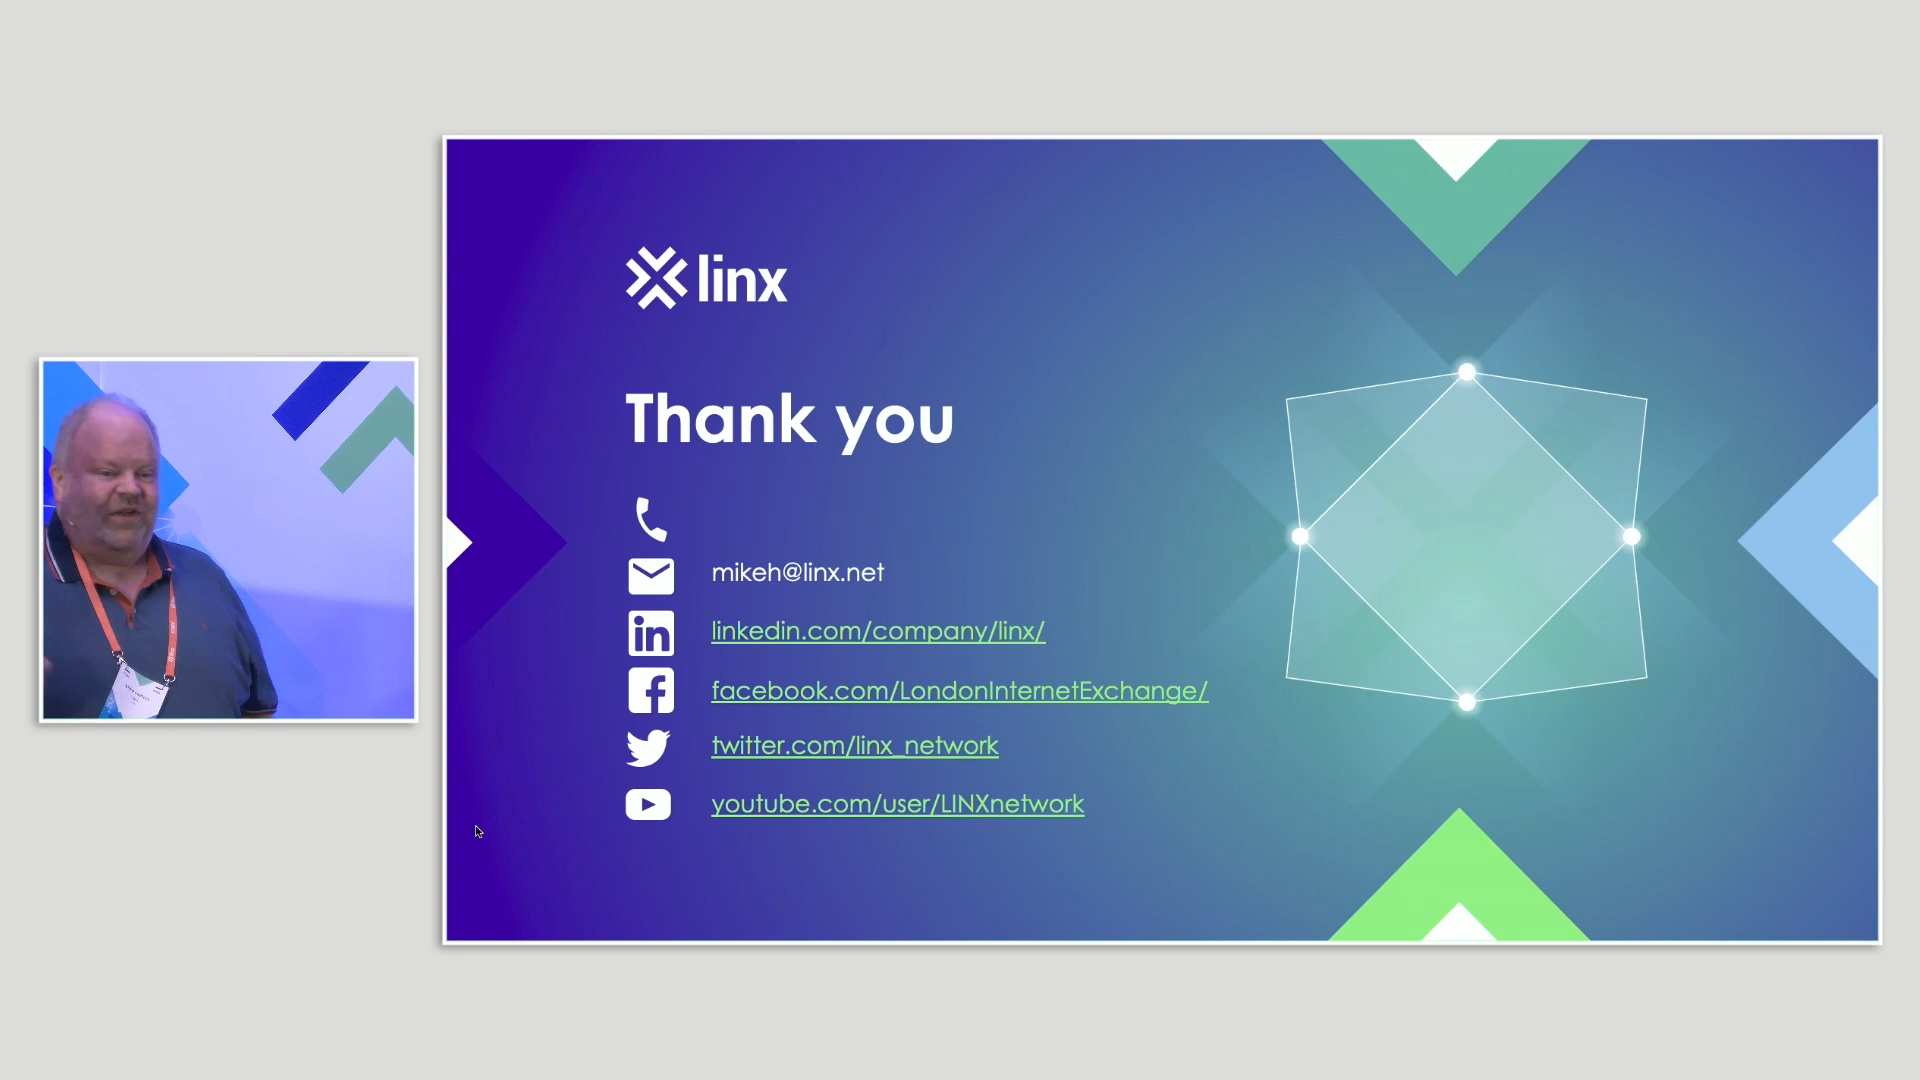 linx
Thank you
mikeh@linx.net
linkedin.com/company/linx/
facebook.com/LondonInternetExchange/
twitter.com/linx_network
youtube.com/user/LINXnetwork